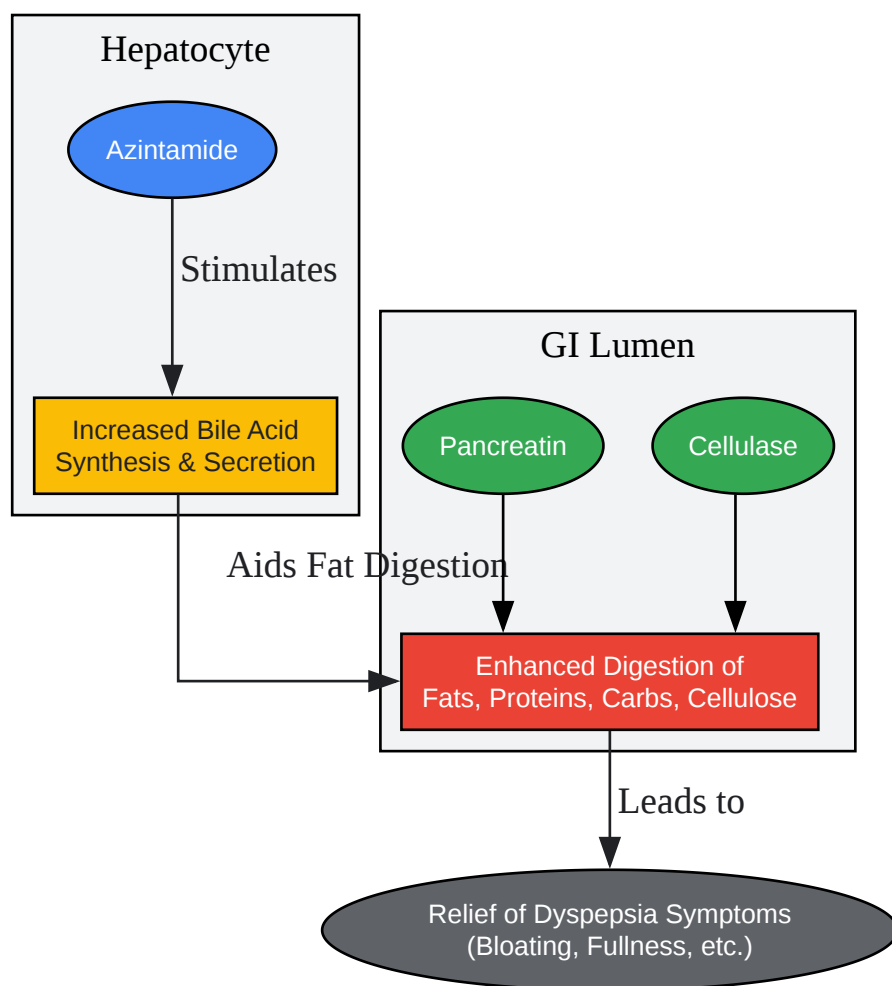 Hepatocyte
Azintamide
Stimulates
Increased Bile Acid
Synthesis & Secretion
GI Lumen
Pancreatin
Cellulase
Aids Fat Digestion
Enhanced Digestion of
Fats, Proteins, Carbs, Cellulose
Leads to
Relief of Dyspepsia Symptoms
(Bloating, Fullness, etc.)